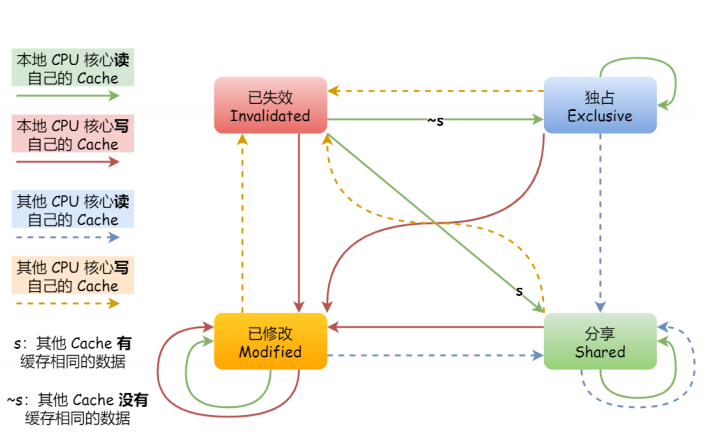 本地 CPU 核心读
自己的 Cache
本地 CPU 核心写
自己的 Cache
其他 CPU 核心读
自己的 Cache
其他 CPU 核心写
自己的 Cache
s：其他 Cache 有
缓存相同的数据
~s：其他 Cache 没有
缓存相同的数据
已失效
Invalidated
~s
独占
Exclusive
s
已修改
Modified
分享
Shared